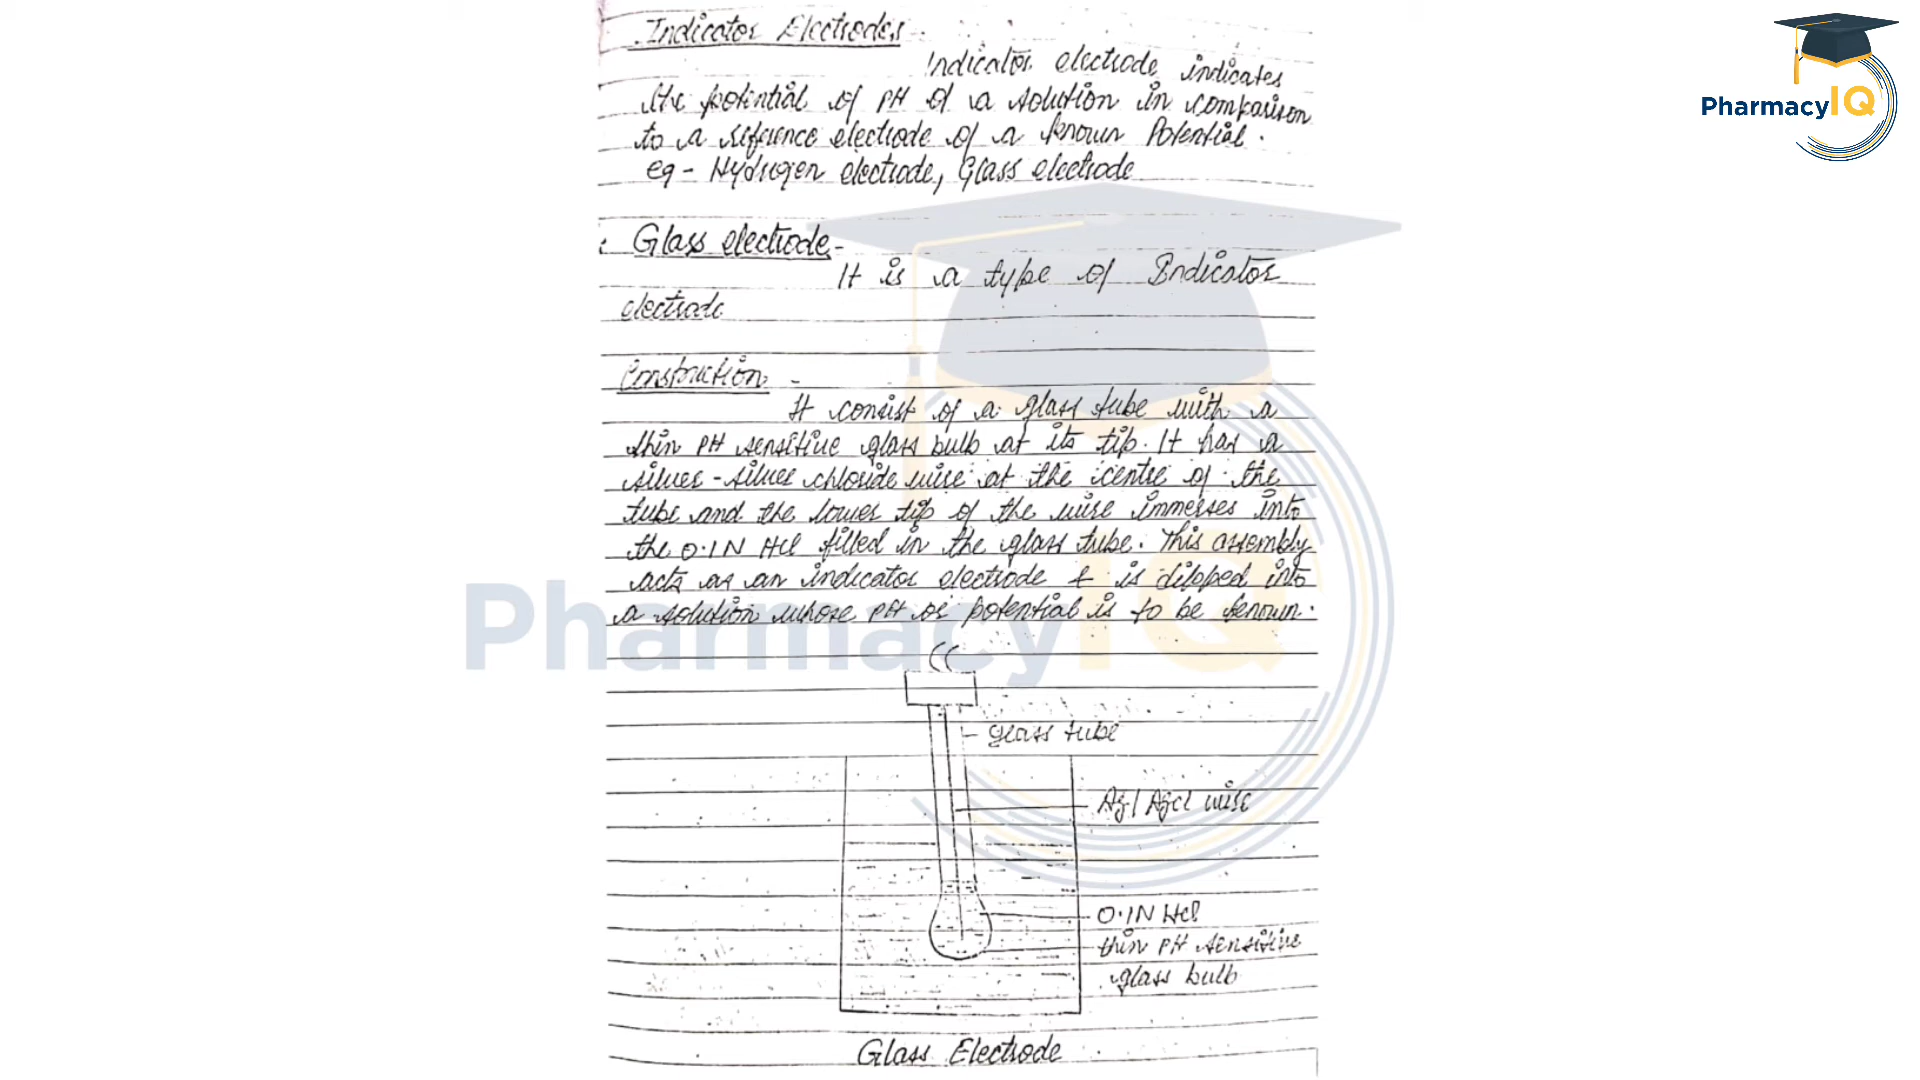 Indicator Electrodes -
Indicator electrode indicates
the potential of PH of a solution in comparison
to a reference electrode of a known Potential.
eg - Hydrogen electrode, Glass electrode
PharmacyIQ
Glass electrode -
It is a type of Indicator
electrode
Construction -
It consist of a glass tube with a
thin PH sensitive glass bulb at its tip. It has a
silver - silver chloride wire at the centre of the
tube and the lower tip of the wire immerses into
the 0.1N HCl filled in the glass tube. This assembly
acts as an indicator electrode & is dipped into
a solution whose PH or potential is to be known.
PharmacyIQ
- glass tube
Ag/AgCl wire
0.1N HCl
thin PH sensitive
glass bulb
Glass Electrode